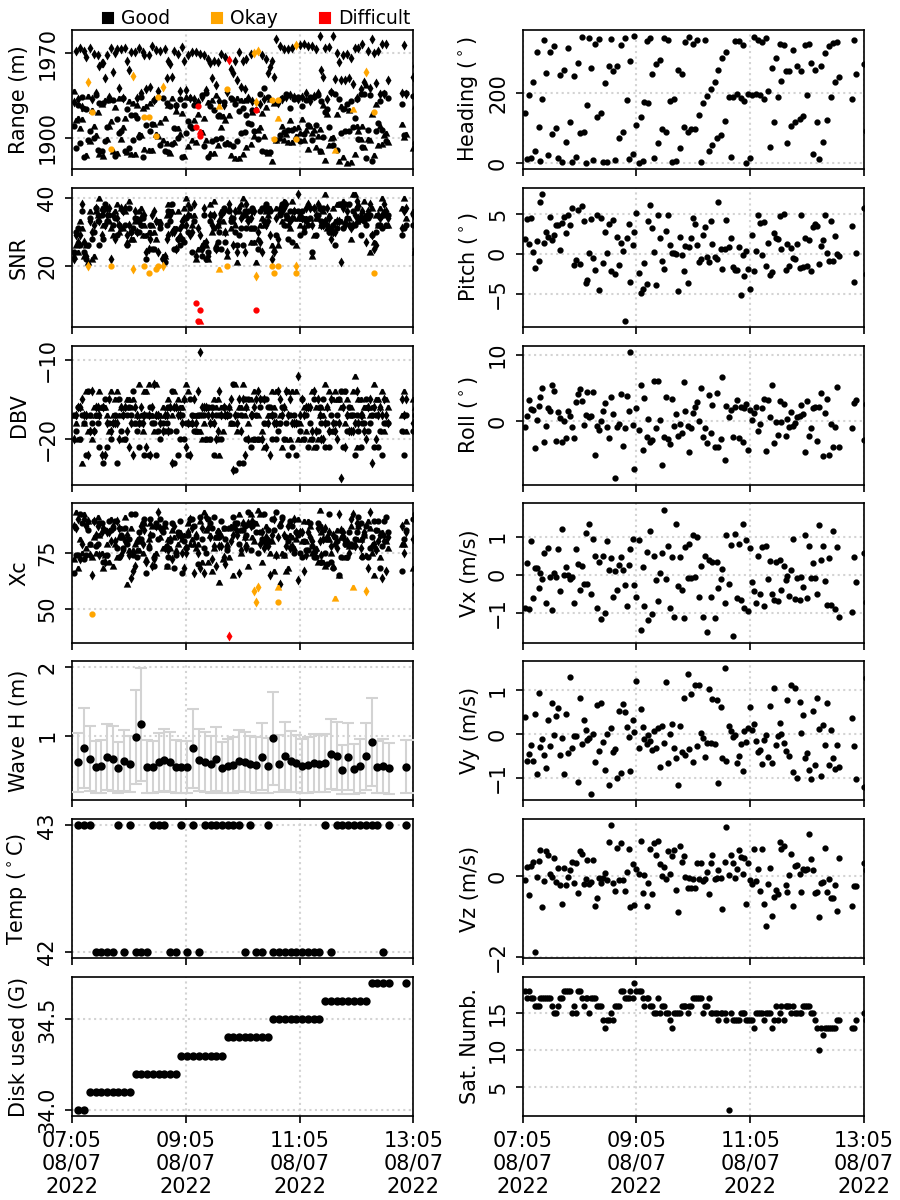 Good Okay Difficult
Range (m)
1970
1900
Heading (°)
200
0
SNR
40
20
Pitch (°)
5
0
−5
DBV
−10
−20
Roll (°)
10
0
Xc
75
50
Vx (m/s)
1
0
−1
Wave H (m)
2
1
Vy (m/s)
1
0
−1
Temp (°C)
43
42
Vz (m/s)
0
−2
Disk used (G)
34.5
34.0
Sat. Numb.
15
10
5
07:05 09:05 11:05 13:05 07:05 09:05 11:05 13:05
08/07 08/07 08/07 08/07 08/07 08/07 08/07 08/07
2022 2022 2022 2022 2022 2022 2022 2022